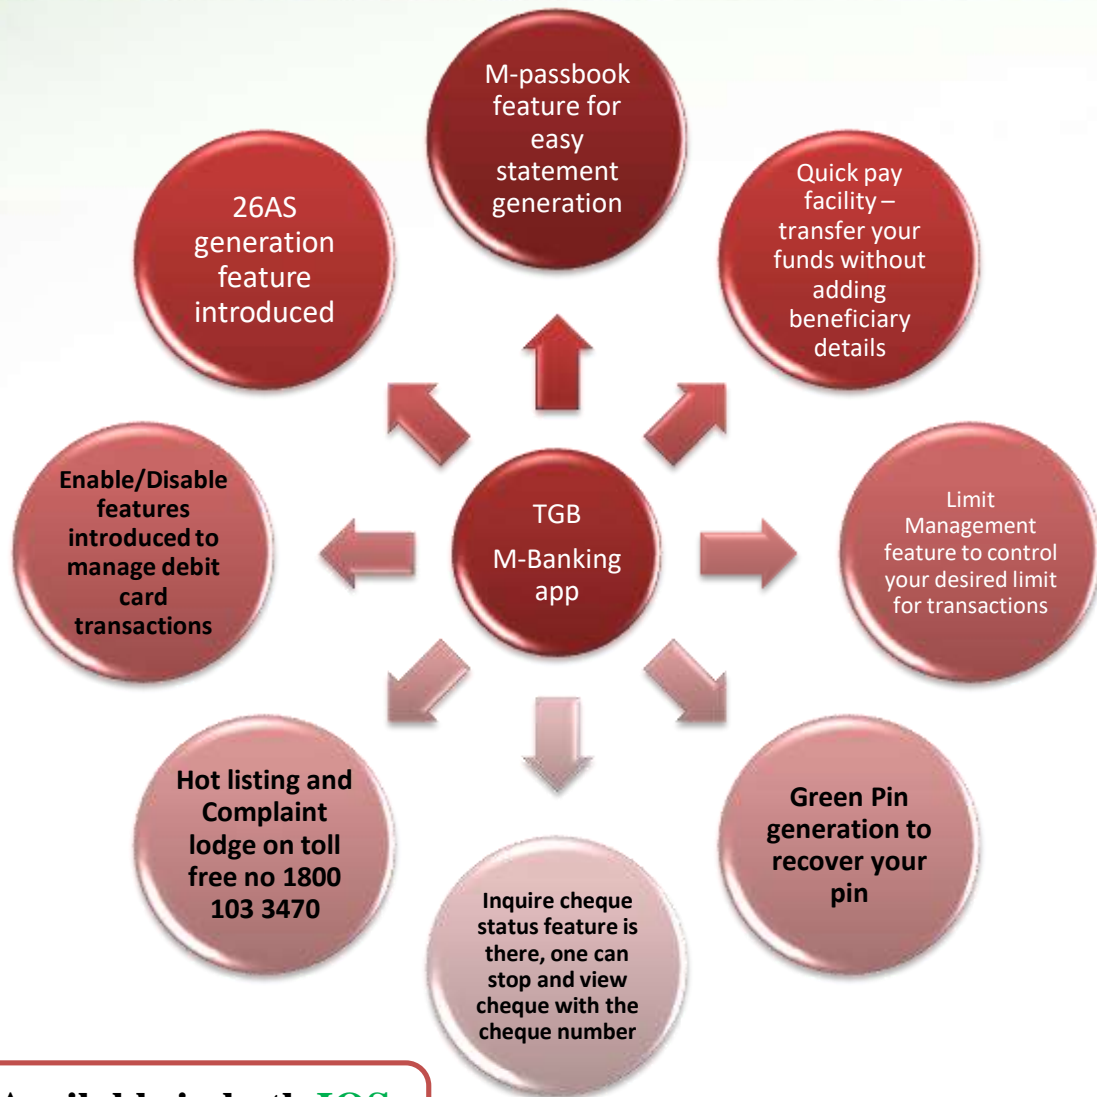 M-passbook
feature for
easy
statement
generation
Quick pay
facility –
transfer your
funds without
adding
beneficiary
details
Limit
Management
feature to control
your desired limit
for transactions
Green Pin
generation to
recover your
pin
Inquire cheque
status feature is
there, one can
stop and view
cheque with the
cheque number
Hot listing and
Complaint
lodge on toll
free no 1800
103 3470
Enable/Disable
features
introduced to
manage debit
card
transactions
26AS
generation
feature
introduced
TGB
M-Banking
app
Available in both IOS